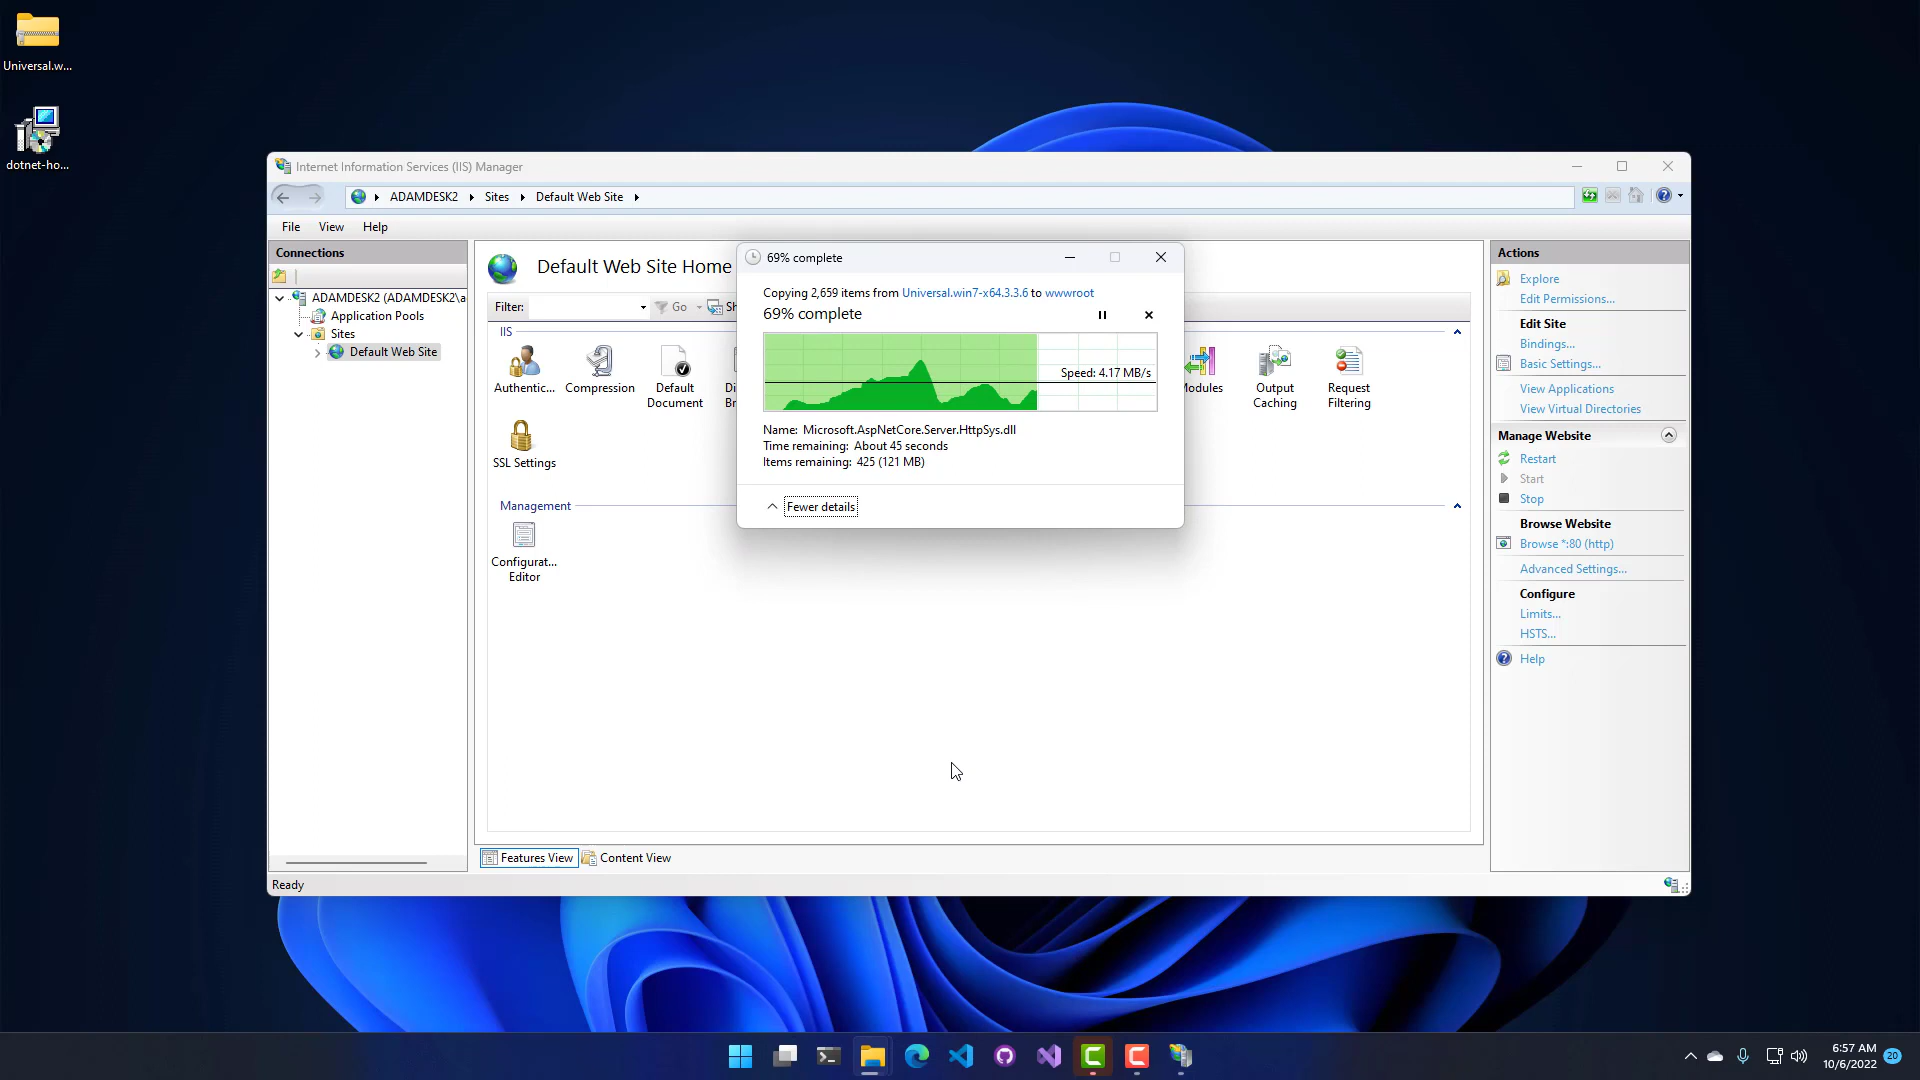 Universal.w...
dotnet-ho...
Internet Information Services (IIS) Manager
ADAMDESK2
Sites
Default Web Site
File
View
Help
Connections
ADAMDESK2 (ADAMDESK2\a
Application Pools
Sites
Default Web Site
Default Web Site Home
Filter:
Go
Sh
IIS
Authentic...
Compression
Default
Document
Di
Br
Modules
Output
Caching
Request
Filtering
SSL Settings
Management
Configurat...
Editor
69% complete
Copying 2,659 items from Universal.win7-x64.3.3.6 to wwwroot
69% complete
Speed: 4.17 MB/s
Name: Microsoft.AspNetCore.Server.HttpSys.dll
Time remaining: About 45 seconds
Items remaining: 425 (121 MB)
Fewer details
Actions
Explore
Edit Permissions...
Edit Site
Bindings...
Basic Settings...
View Applications
View Virtual Directories
Manage Website
Restart
Start
Stop
Browse Website
Browse *:80 (http)
Advanced Settings...
Configure
Limits...
HSTS...
Help
Features View
Content View
Ready
6:57 AM
10/6/2022
20